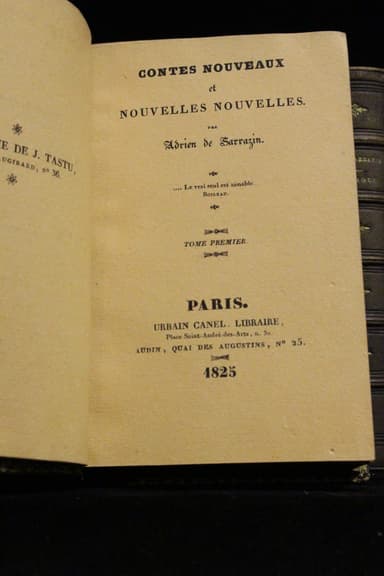 E DE J. TASTU,
UGIRARD, N° 36.
CONTES NOUVEAUX
et
NOUVELLES NOUVELLES.
PAR
Adrien de Sarrazin.
.... Le vrai seul est aimable.
BOILEAU.
TOME PREMIER.
PARIS.
URBAIN CANEL, LIBRAIRE,
Place Saint-André-des-Arts, n. 30.
AUDIN, QUAI DES AUGUSTINS, N° 25.
1825